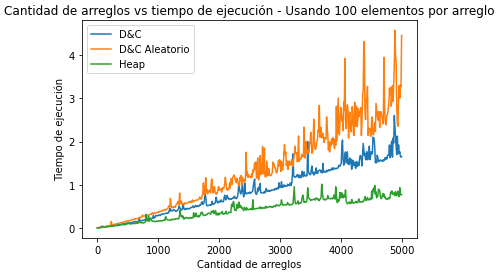 Cantidad de arreglos vs tiempo de ejecución - Usando 100 elementos por arreglo
D&C
D&C Aleatorio
Heap
Tiempo de ejecución
4
3
2
1
0
0 1000 2000 3000 4000 5000
Cantidad de arreglos